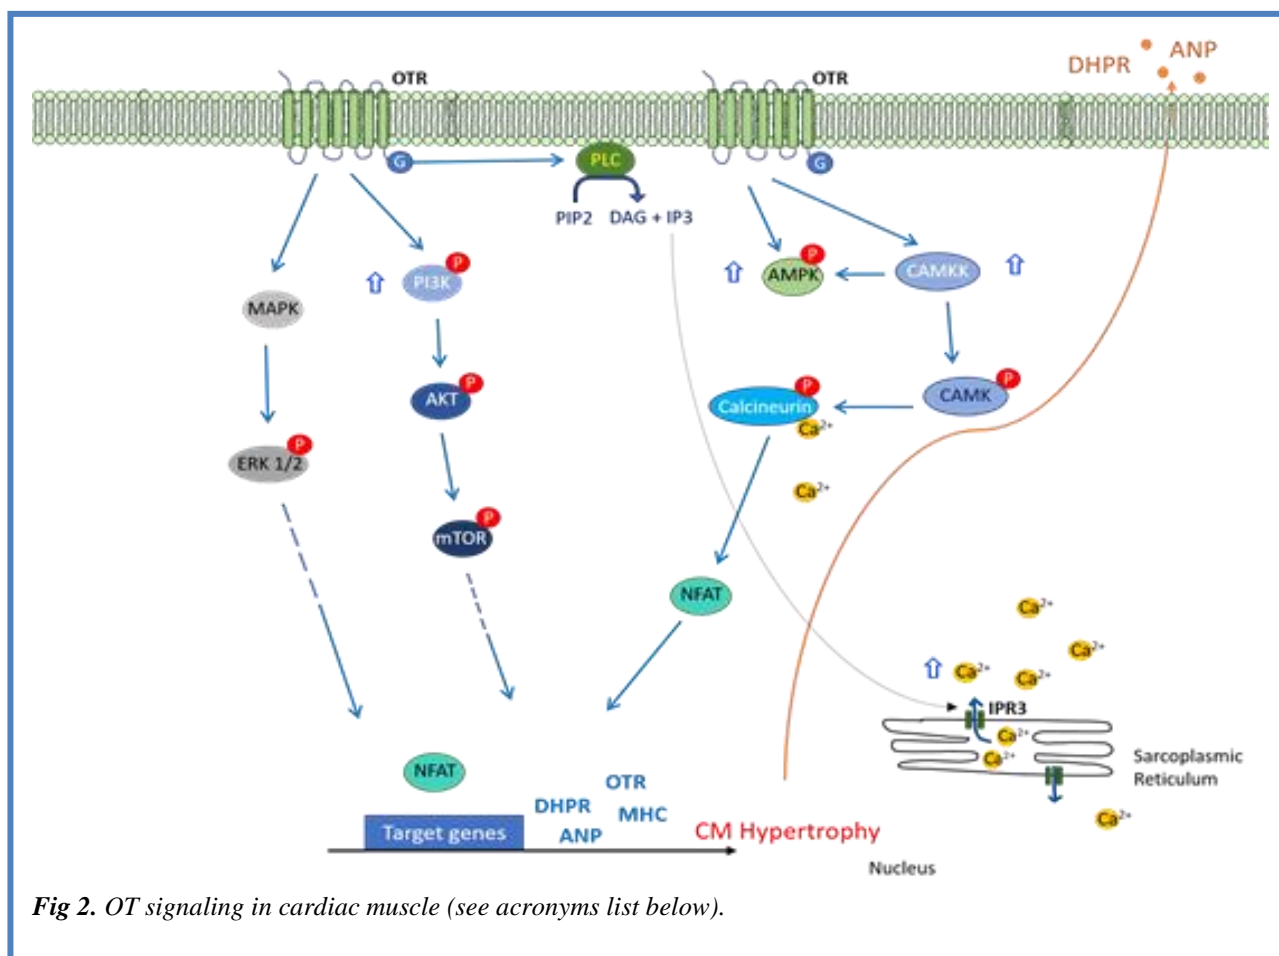 DHPR
ANP
OTR
OTR
G
PLC
G
PIP2
DAG + IP3
P
PI3K
P
AMPK
CAMKK
MAPK
P
AKT
P
Calcineurin
Ca2+
P
CAMK
P
ERK 1/2
Ca2+
P
mTOR
NFAT
Ca2+
Ca2+
Ca2+
Ca2+
IPR3
Ca2+
Ca2+
Sarcoplasmic
Reticulum
NFAT
OTR
DHPR
MHC
ANP
Target genes
CM Hypertrophy
Ca2+
Nucleus
Fig 2. OT signaling in cardiac muscle (see acronyms list below).